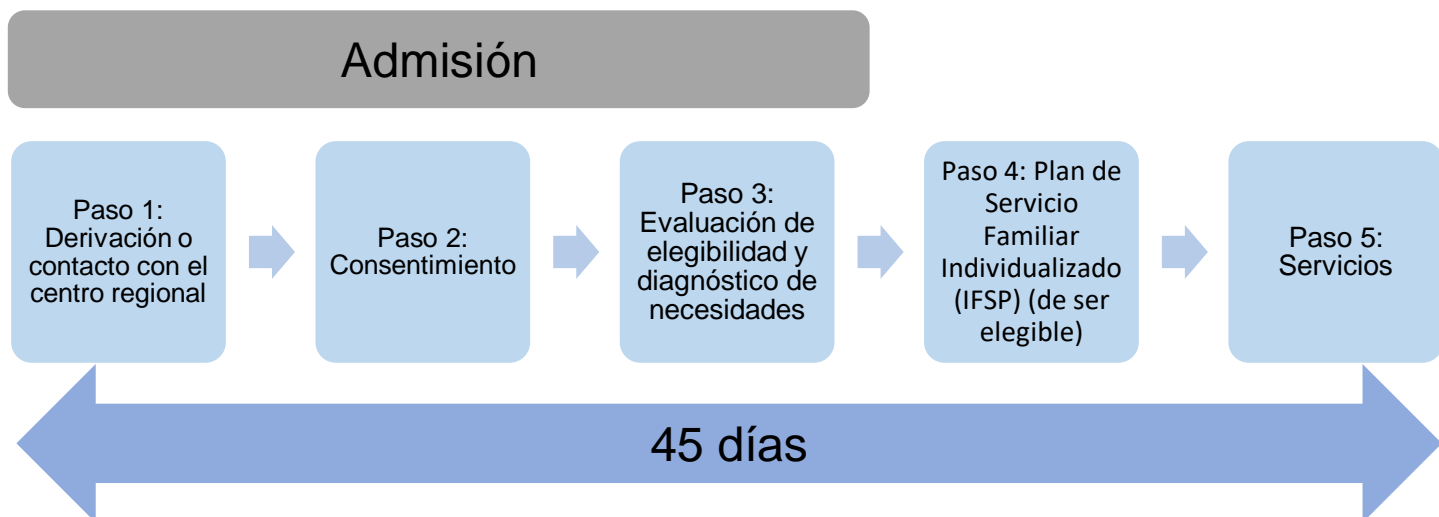 Admisión
Paso 1:
Derivación o
contacto con el
centro regional
Paso 2:
Consentimiento
Paso 3:
Evaluación de
elegibilidad y
diagnóstico de
necesidades
Paso 4: Plan de
Servicio
Familiar
Individualizado
(IFSP) (de ser
elegible)
Paso 5:
Servicios
45 días